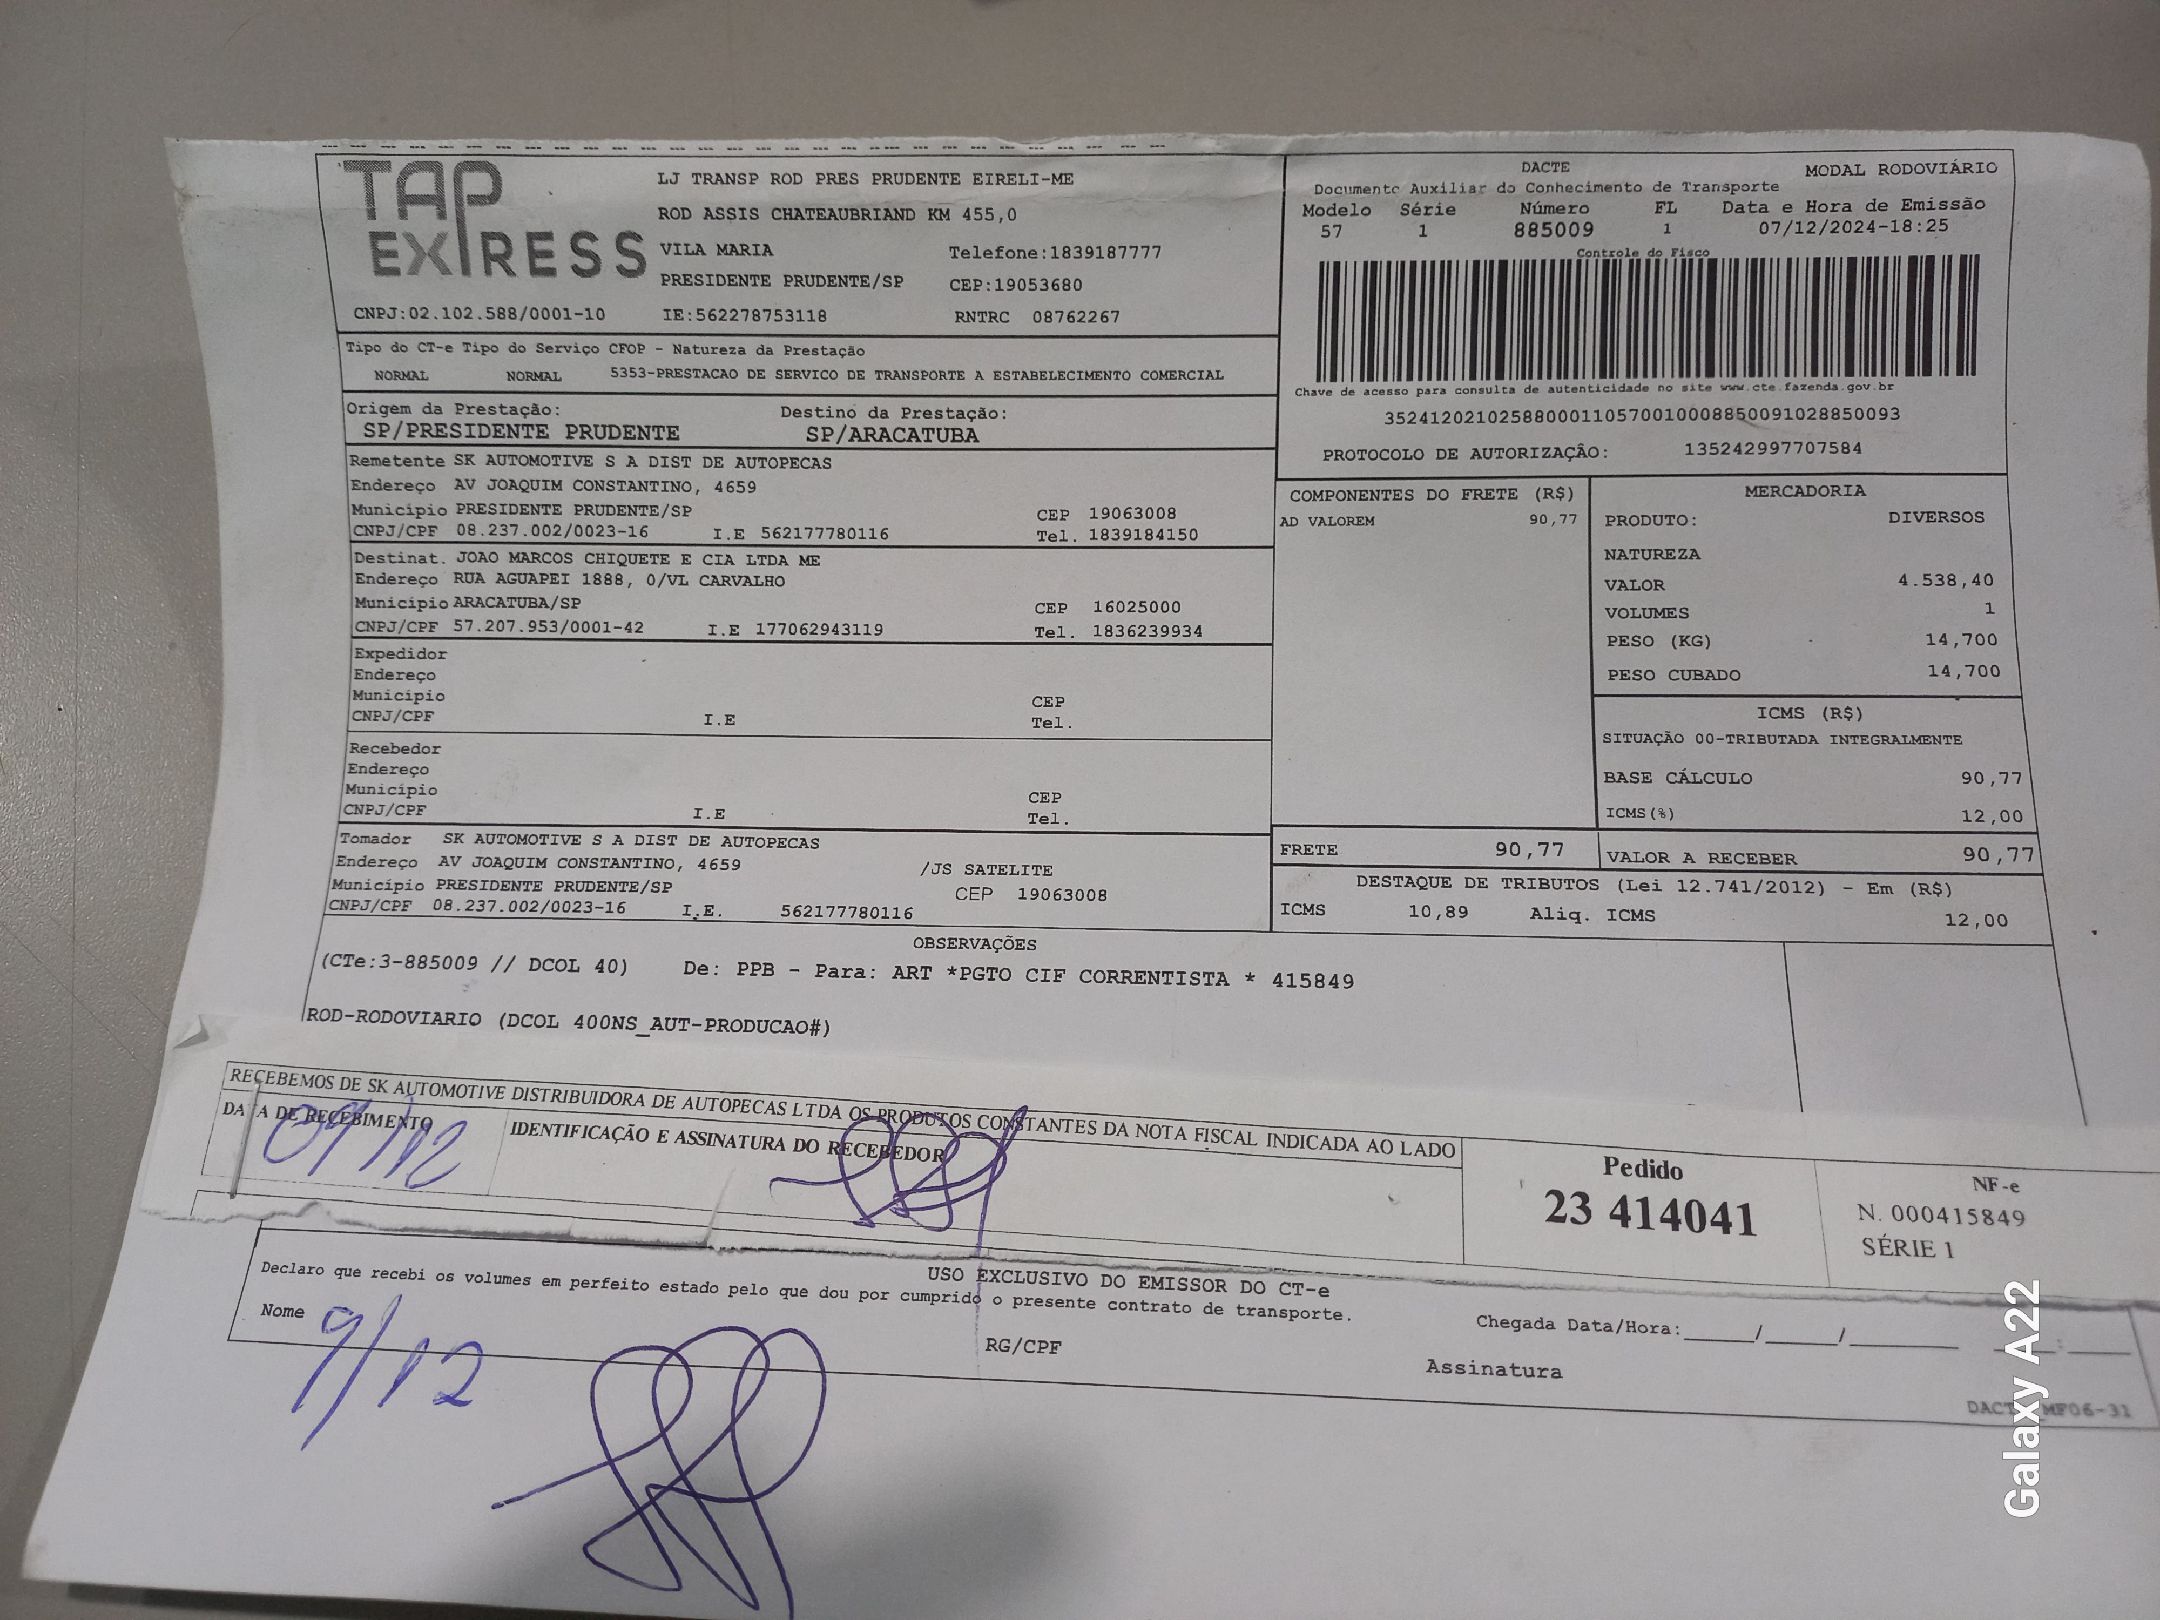 TAP EXPRESS
LJ TRANSP ROD PRES PRUDENTE EIRELI-ME
ROD ASSIS CHATEAUBRIAND KM 455,0
VILA MARIA Telefone:1839187777
PRESIDENTE PRUDENTE/SP CEP:19053680
CNPJ:02.102.588/0001-10 IE:562278753118 RNTRC 08762267
DACTE MODAL RODOVIÁRIO
Documento Auxiliar do Conhecimento de Transporte
Modelo Série Número FL Data e Hora de Emissão
57 1 885009 1 07/12/2024-18:25
Controle do Fisco
Chave de acesso para consulta de autenticidade no site www.cte.fazenda.gov.br
35241202102588000110570010008850091028850093
PROTOCOLO DE AUTORIZAÇÃO: 135242997707584
Tipo do CT-e Tipo do Serviço CFOP - Natureza da Prestação
NORMAL NORMAL 5353-PRESTACAO DE SERVICO DE TRANSPORTE A ESTABELECIMENTO COMERCIAL
Origem da Prestação: Destino da Prestação:
SP/PRESIDENTE PRUDENTE SP/ARACATUBA
Remetente SK AUTOMOTIVE S A DIST DE AUTOPECAS
Endereço AV JOAQUIM CONSTANTINO, 4659
Município PRESIDENTE PRUDENTE/SP CEP 19063008
CNPJ/CPF 08.237.002/0023-16 I.E 562177780116 Tel. 1839184150
Destinat. JOAO MARCOS CHIQUETE E CIA LTDA ME
Endereço RUA AGUAPEI 1888, 0/VL CARVALHO
Município ARACATUBA/SP CEP 16025000
CNPJ/CPF 57.207.953/0001-42 I.E 177062943119 Tel. 1836239934
Expedidor
Endereço
Município CEP
CNPJ/CPF I.E Tel.
Recebedor
Endereço
Município CEP
CNPJ/CPF I.E Tel.
Tomador SK AUTOMOTIVE S A DIST DE AUTOPECAS
Endereço AV JOAQUIM CONSTANTINO, 4659 /JS SATELITE
Município PRESIDENTE PRUDENTE/SP CEP 19063008
CNPJ/CPF 08.237.002/0023-16 I.E. 562177780116
COMPONENTES DO FRETE (R$)
AD VALOREM 90,77
MERCADORIA
PRODUTO: DIVERSOS
NATUREZA
VALOR 4.538,40
VOLUMES 1
PESO (KG) 14,700
PESO CUBADO 14,700
ICMS (R$)
SITUAÇÃO 00-TRIBUTADA INTEGRALMENTE
BASE CÁLCULO 90,77
ICMS(%) 12,00
FRETE 90,77 VALOR A RECEBER 90,77
DESTAQUE DE TRIBUTOS (Lei 12.741/2012) - Em (R$)
ICMS 10,89 Aliq. ICMS 12,00
OBSERVAÇÕES
(CTe:3-885009 // DCOL 40) De: PPB - Para: ART *PGTO CIF CORRENTISTA * 415849
ROD-RODOVIARIO (DCOL 400NS_AUT-PRODUCAO#)
RECEBEMOS DE SK AUTOMOTIVE DISTRIBUIDORA DE AUTOPECAS LTDA OS PRODUTOS CONSTANTES DA NOTA FISCAL INDICADA AO LADO
DATA DE RECEBIMENTO IDENTIFICAÇÃO E ASSINATURA DO RECEBEDOR
09/12
Pedido
23 414041
NF-e
N. 000415849
SÉRIE 1
USO EXCLUSIVO DO EMISSOR DO CT-e
Declaro que recebi os volumes em perfeito estado pelo que dou por cumprido o presente contrato de transporte.
Nome RG/CPF Chegada Data/Hora:_____/_____/_______ ____:____
Assinatura
9/12
Galaxy A22